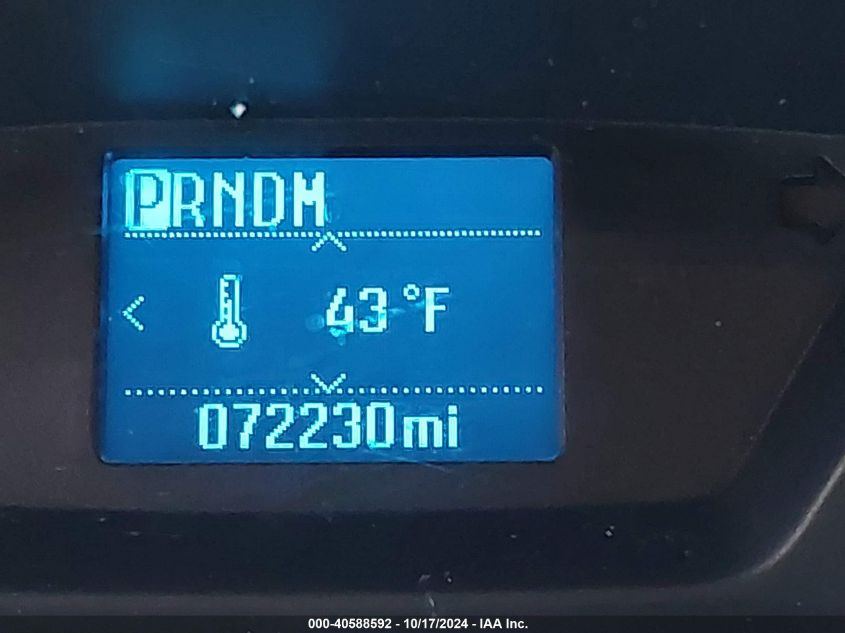 PRNDM
43°F
072230mi
000-40588592 - 10/17/2024 - IAA Inc.